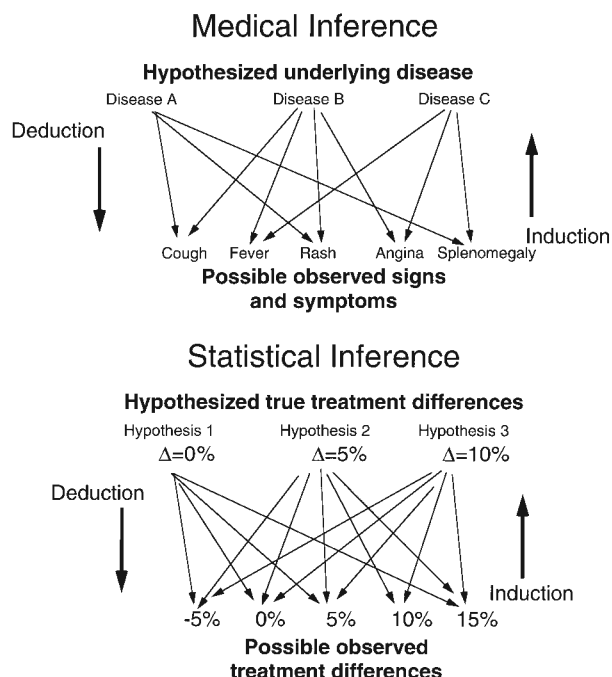 Medical Inference
Hypothesized underlying disease
Disease A Disease B Disease C
Deduction
Induction
Cough Fever Rash Angina Splenomegaly
Possible observed signs
and symptoms
Statistical Inference
Hypothesized true treatment differences
Hypothesis 1 Hypothesis 2 Hypothesis 3
Δ=0% Δ=5% Δ=10%
Deduction
Induction
-5% 0% 5% 10% 15%
Possible observed
treatment differences